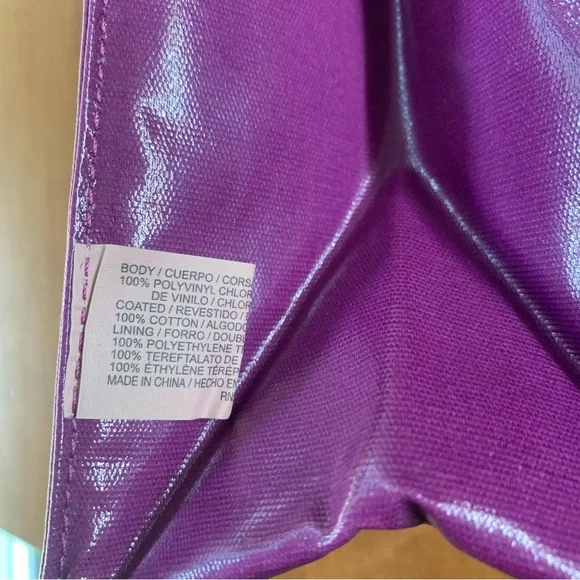 BODY / CUERPO / CORS
100% POLYVINYL CHLOR
DE VINILO / CHLOR
COATED / REVESTIDO /
100% COTTON / ALGODO
LINING / FORRO / DOUB
100% POLYETHYLENE T
100% TEREFTALATO DE
100% ÉTHYLÈNE TÉRÉP
MADE IN CHINA / HECHO EN
RN